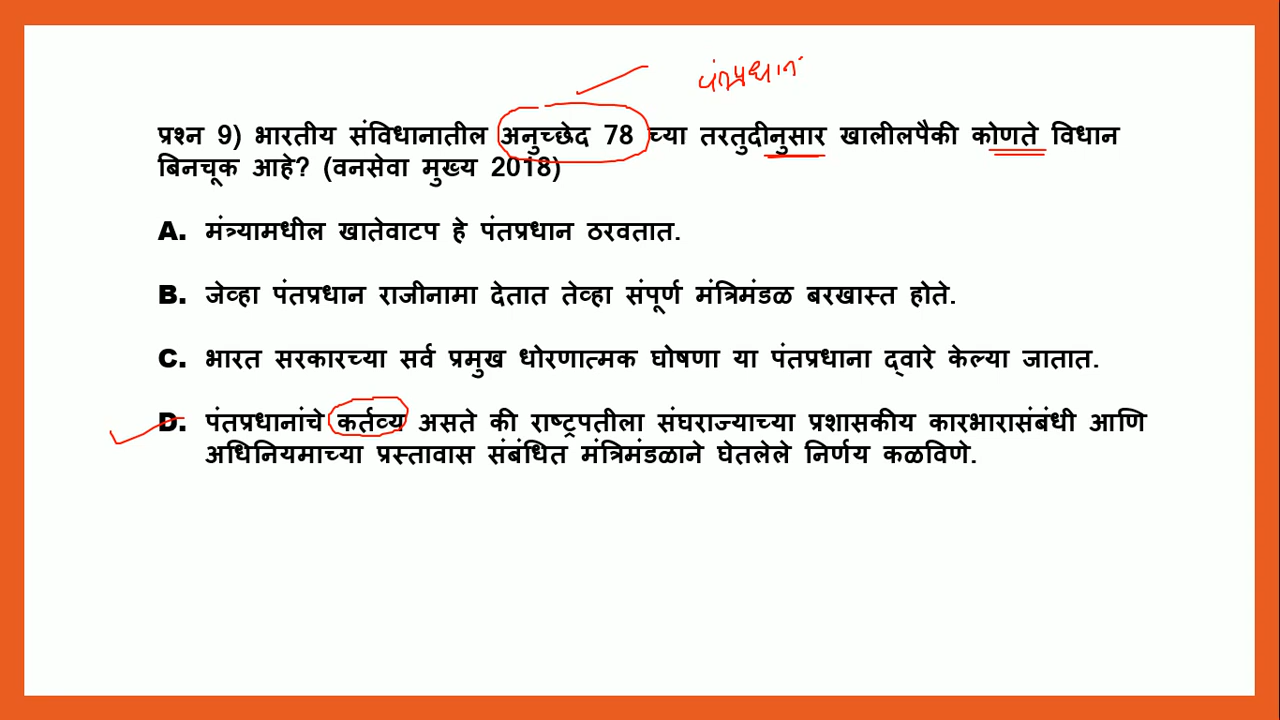 पंतप्रधान
प्रश्न 9) भारतीय संविधानातील अनुच्छेद 78 च्या तरतुदीनुसार खालीलपैकी कोणते विधान
बिनचूक आहे? (वनसेवा मुख्य 2018)
A. मंत्र्यामधील खातेवाटप हे पंतप्रधान ठरवतात.
B. जेव्हा पंतप्रधान राजीनामा देतात तेव्हा संपूर्ण मंत्रिमंडळ बरखास्त होते.
C. भारत सरकारच्या सर्व प्रमुख धोरणात्मक घोषणा या पंतप्रधाना द्वारे केल्या जातात.
D. पंतप्रधानांचे कर्तव्य असते की राष्ट्रपतीला संघराज्याच्या प्रशासकीय कारभारासंबंधी आणि
अधिनियमाच्या प्रस्तावास संबंधित मंत्रिमंडळाने घेतलेले निर्णय कळविणे.